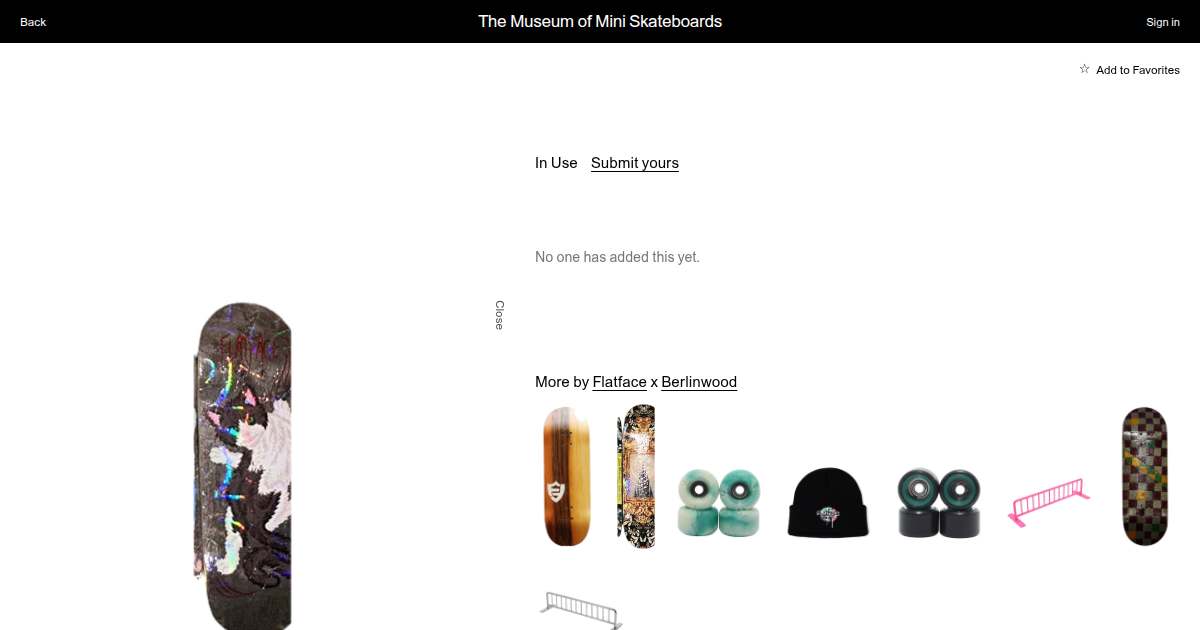 Back
The Museum of Mini Skateboards
Sign in
☆ Add to Favorites
In Use Submit yours
No one has added this yet.
Close
More by Flatface x Berlinwood